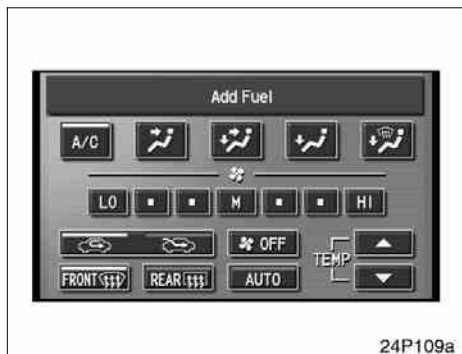 Add Fuel
A/C
LO M HI
OFF
TEMP
FRONT REAR AUTO
24P109a